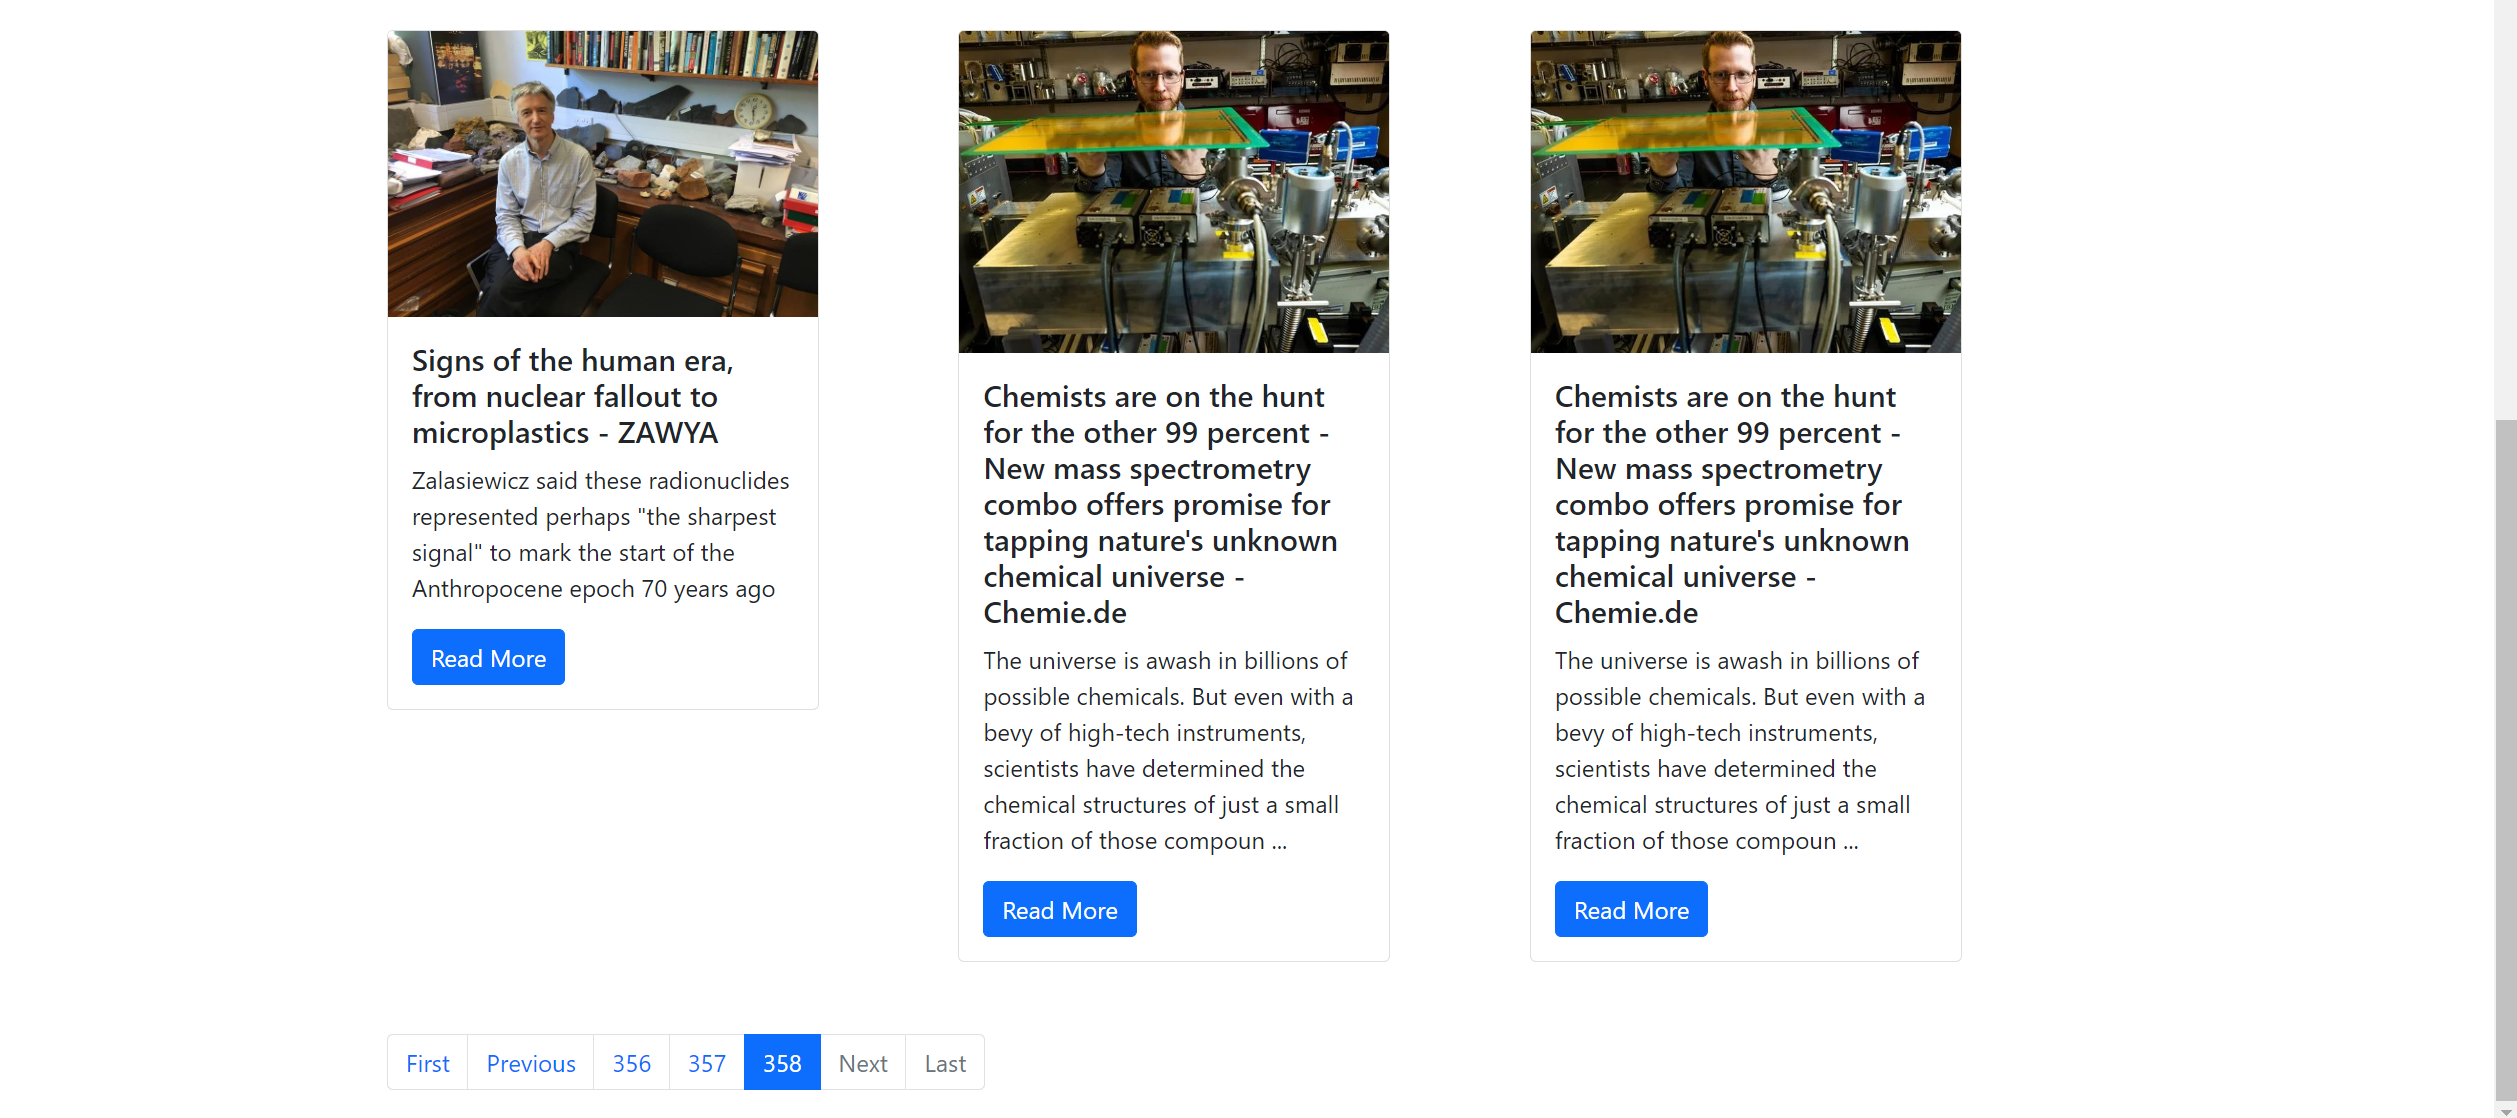 Signs of the human era,
from nuclear fallout to
microplastics - ZAWYA
Zalasiewicz said these radionuclides
represented perhaps "the sharpest
signal" to mark the start of the
Anthropocene epoch 70 years ago
Read More
Chemists are on the hunt
for the other 99 percent -
New mass spectrometry
combo offers promise for
tapping nature's unknown
chemical universe -
Chemie.de
The universe is awash in billions of
possible chemicals. But even with a
bevy of high-tech instruments,
scientists have determined the
chemical structures of just a small
fraction of those compoun ...
Read More
Chemists are on the hunt
for the other 99 percent -
New mass spectrometry
combo offers promise for
tapping nature's unknown
chemical universe -
Chemie.de
The universe is awash in billions of
possible chemicals. But even with a
bevy of high-tech instruments,
scientists have determined the
chemical structures of just a small
fraction of those compoun ...
Read More
First Previous 356 357 358 Next Last